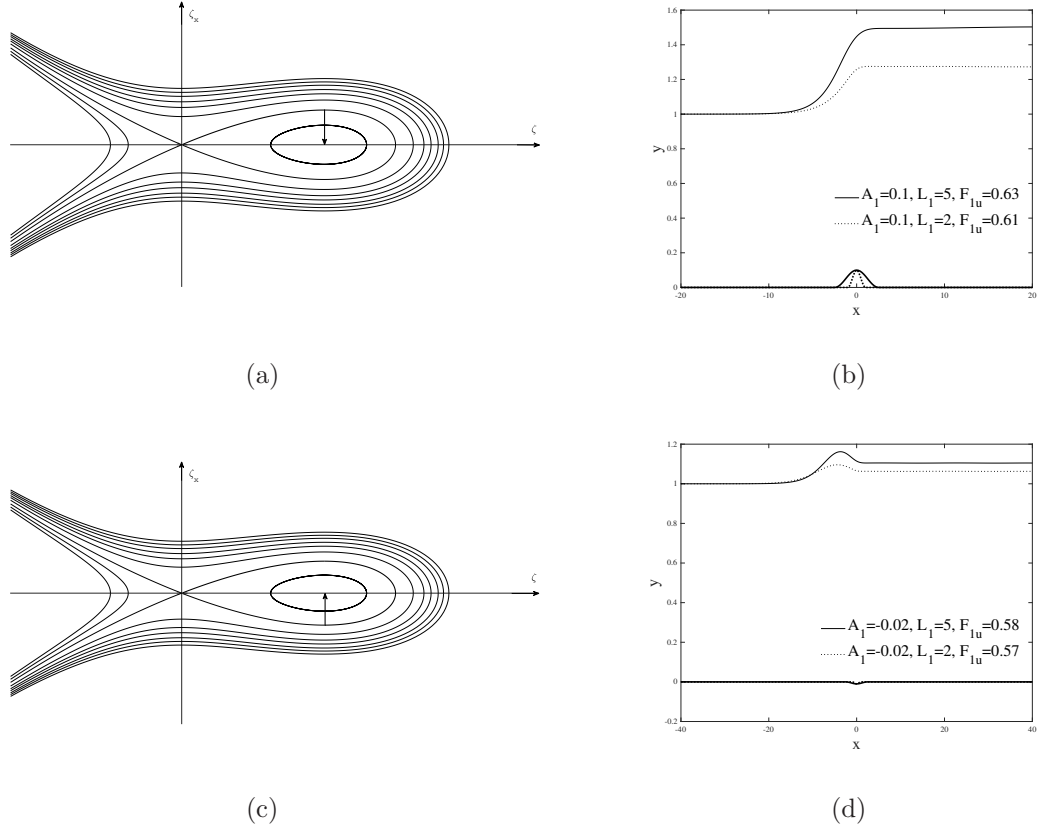 ζₓ
ζ
(a)
1.6
1.4
1.2
1
0.8
0.6
0.4
0.2
0
y
A₁=0.1, L₁=5, F₁ᵤ=0.63
A₁=0.1, L₁=2, F₁ᵤ=0.61
-20 -10 0 10 20
x
(b)
ζₓ
ζ
(c)
1.2
1
0.8
0.6
0.4
0.2
0
-0.2
y
A₁=-0.02, L₁=5, F₁ᵤ=0.58
A₁=-0.02, L₁=2, F₁ᵤ=0.57
-40 -20 0 20 40
x
(d)